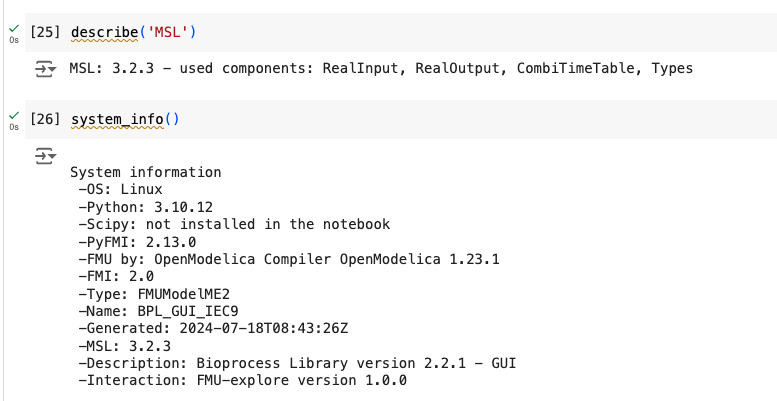 [25] describe('MSL')
0s
MSL: 3.2.3 – used components: RealInput, RealOutput, CombiTimeTable, Types
[26] system_info()
0s
System information
–OS: Linux
–Python: 3.10.12
–Scipy: not installed in the notebook
–PyFMI: 2.13.0
–FMU by: OpenModelica Compiler OpenModelica 1.23.1
–FMI: 2.0
–Type: FMUModelME2
–Name: BPL_GUI_IEC9
–Generated: 2024-07-18T08:43:26Z
–MSL: 3.2.3
–Description: Bioprocess Library version 2.2.1 – GUI
–Interaction: FMU-explore version 1.0.0